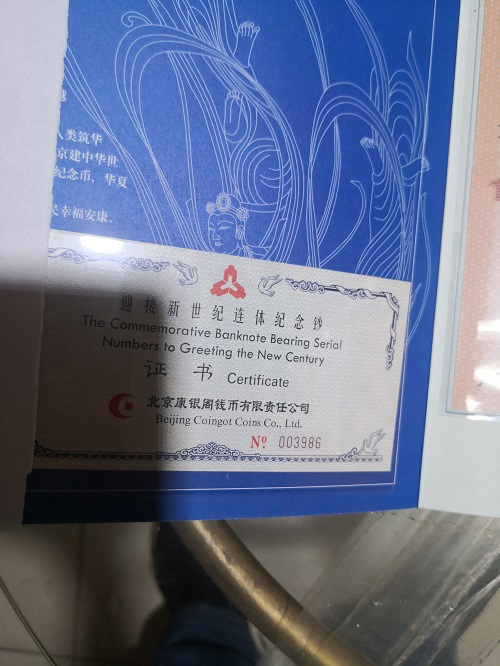 越
人类筑华
京建中华世
纪念币，华夏
民幸福安康。
迎接新世纪连体纪念钞
The Commemorative Banknote Bearing Serial
Numbers to Greeting the New Century
证 书 Certificate
北京康银阁钱币有限责任公司
Beijing Coingot Coins Co., Ltd.
Nº 003986